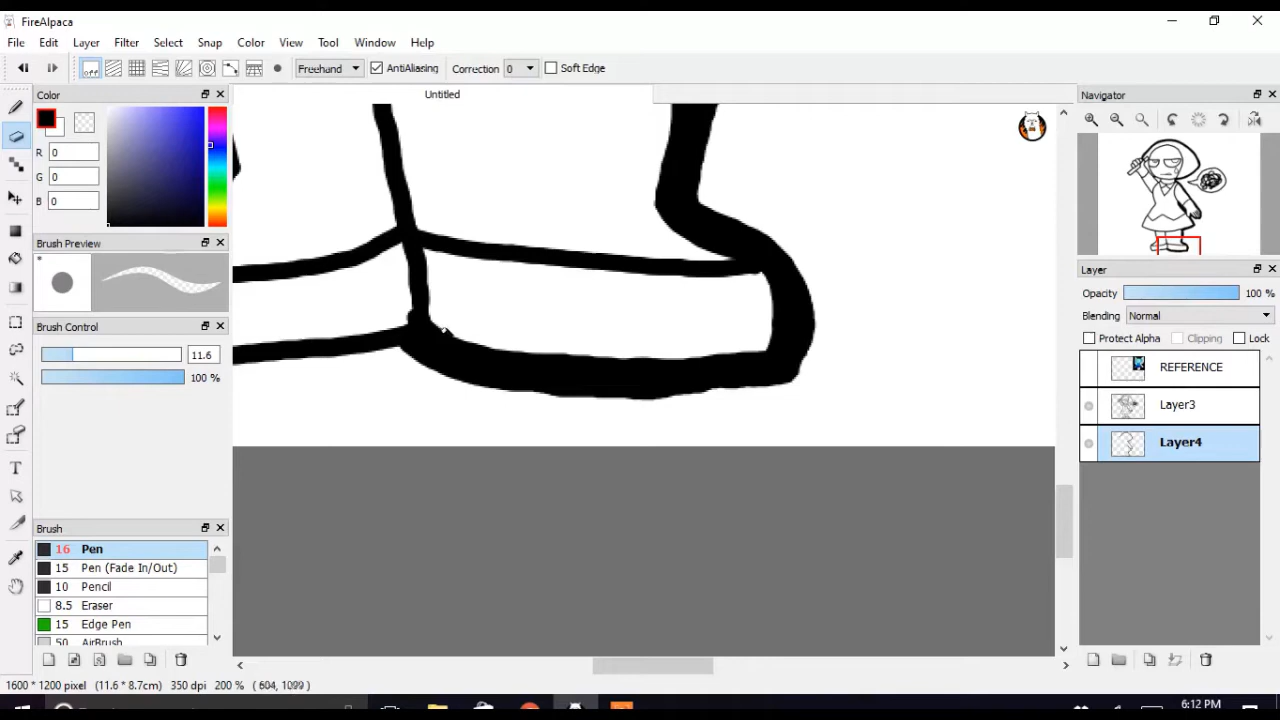 FireAlpaca
File Edit Layer Filter Select Snap Color View Tool Window Help
off Freehand AntiAliasing Correction 0 Soft Edge
Color
Untitled
Navigator
R 0
G 0
B 0
Brush Preview
Brush Control
11.6
100 %
Layer
Opacity 100 %
Blending Normal
Protect Alpha Clipping Lock
REFERENCE
Layer3
Layer4
Brush
16 Pen
15 Pen (Fade In/Out)
10 Pencil
8.5 Eraser
15 Edge Pen
50 AirBrush
1600 * 1200 pixel (11.6 * 8.7cm) 350 dpi 200 % ( 604, 1099 )
6:12 PM